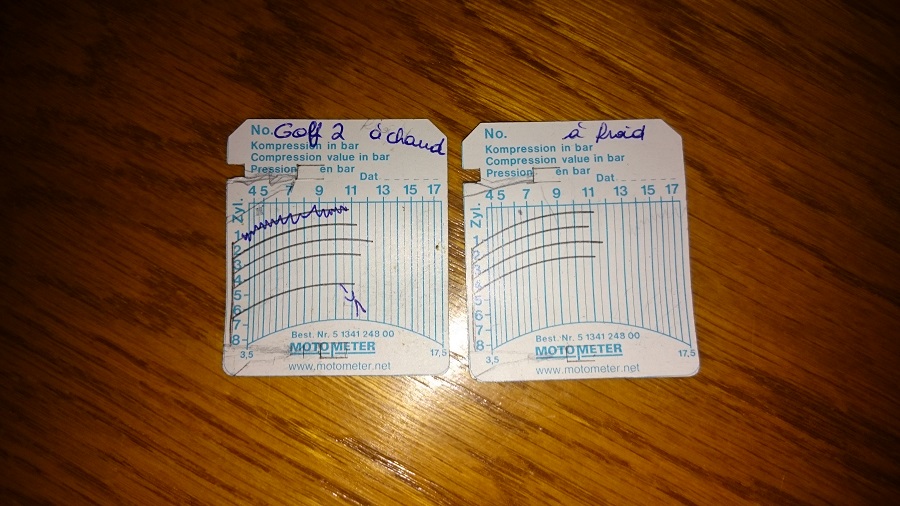 No. Golf 2 à chaud
Kompression in bar
Compression value in bar
Pression en bar
Dat
4 5 7 9 11 13 15 17
Zyl.
1
2
3
4
5
6
7
8
3,5 17,5
Best. Nr. 5 1341 248 00
MOTOMETER
www.motometer.net
No. à froid
Kompression in bar
Compression value in bar
Pression en bar
Dat
4 5 7 9 11 13 15 17
Zyl.
1
2
3
4
5
6
7
8
3,5 17,5
Best. Nr. 5 1341 248 00
MOTOMETER
www.motometer.net